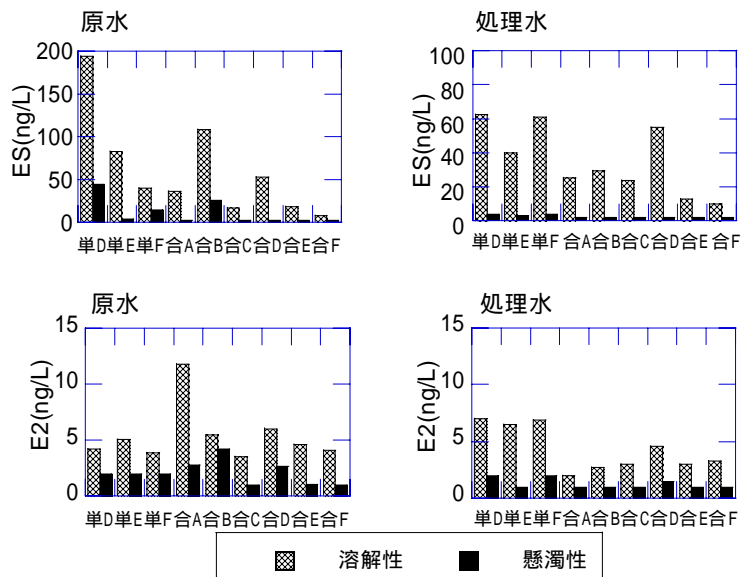 原水
ES(ng/L)
200
150
100
50
0
単D単E単F合A合B合C合D合E合F
処理水
ES(ng/L)
100
80
60
40
20
0
単D単E単F合A合B合C合D合E合F
原水
E2(ng/L)
15
10
5
0
単D単E単F合A合B合C合D合E合F
処理水
E2(ng/L)
15
10
5
0
単D単E単F合A合B合C合D合E合F
溶解性 懸濁性